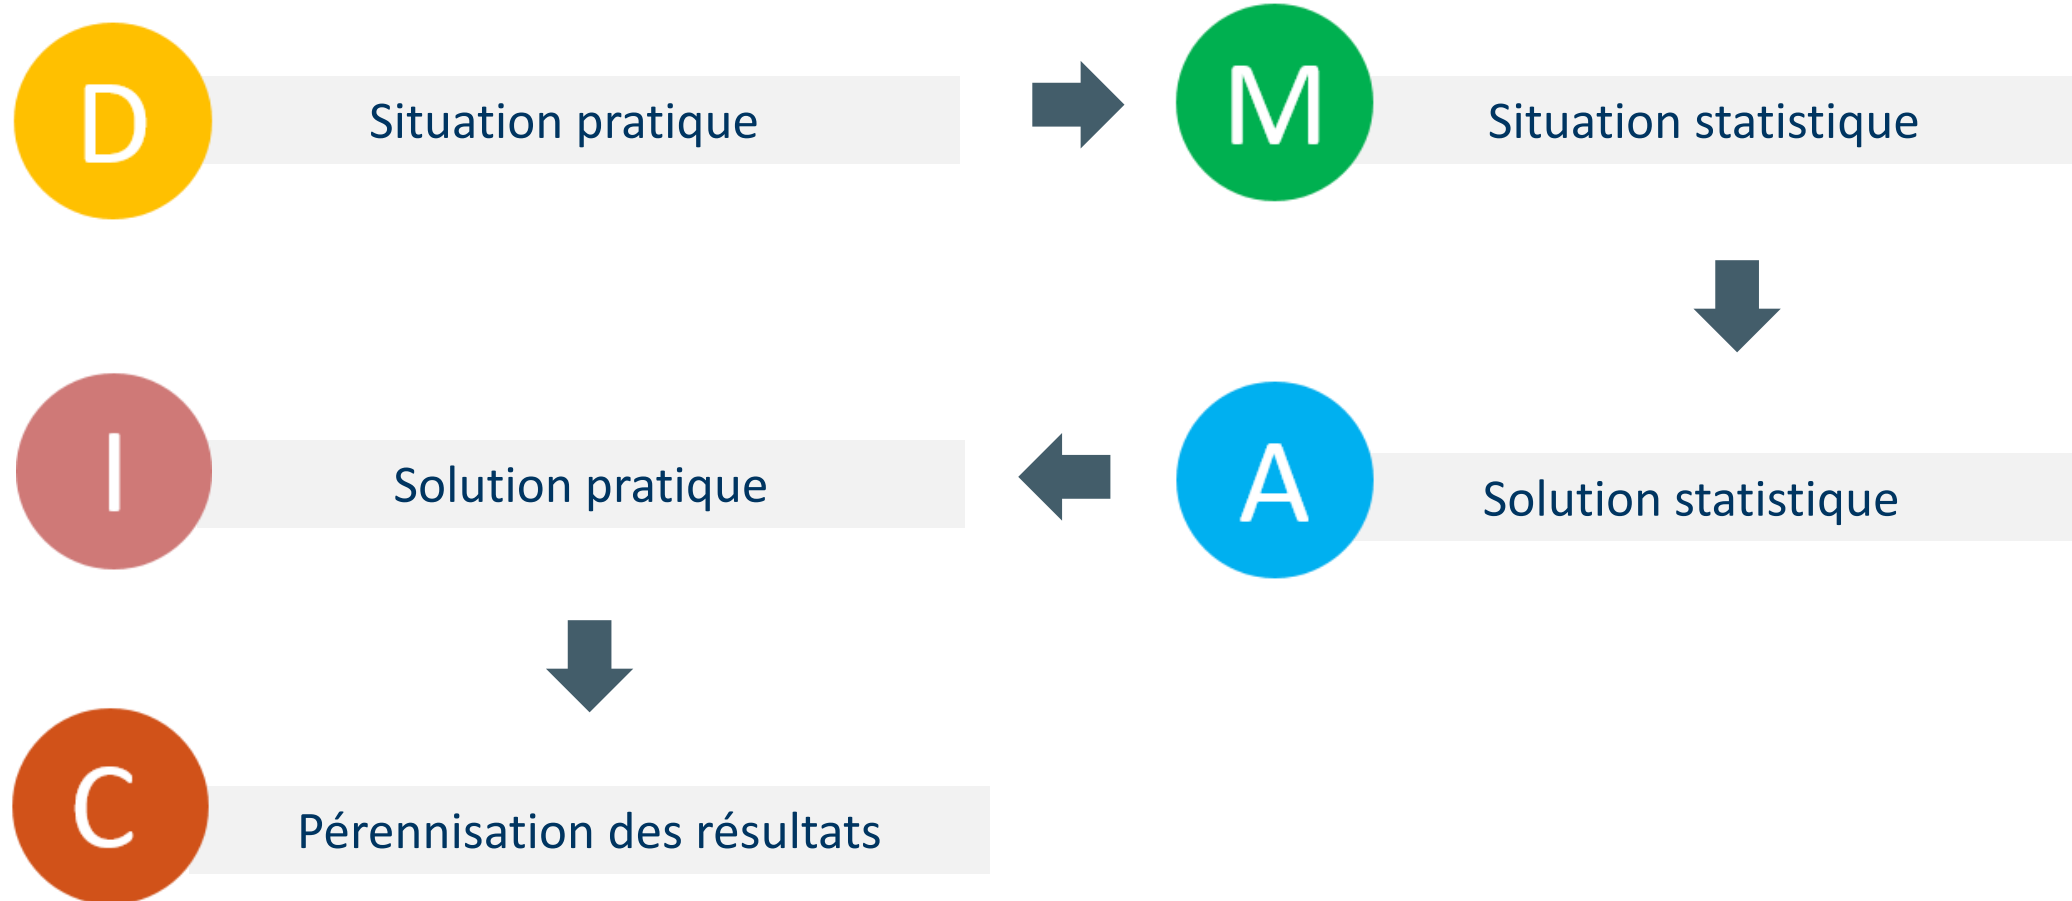 D
Situation pratique
M
Situation statistique
A
Solution statistique
I
Solution pratique
C
Pérennisation des résultats